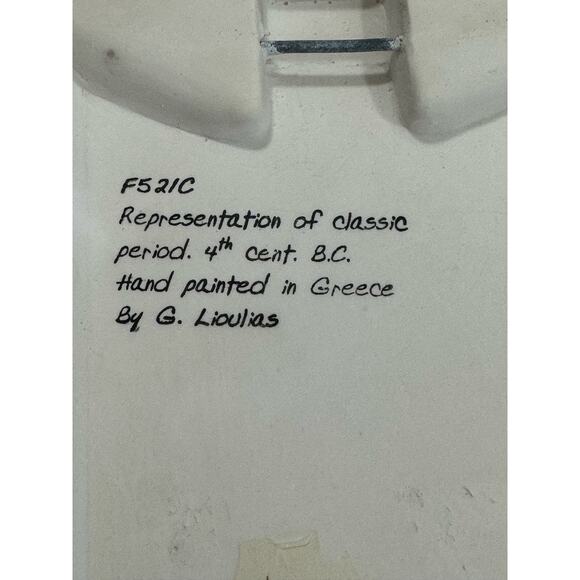 F521C
Representation of classic
period. 4th cent. B.C.
Hand painted in Greece
By G. Lioulias